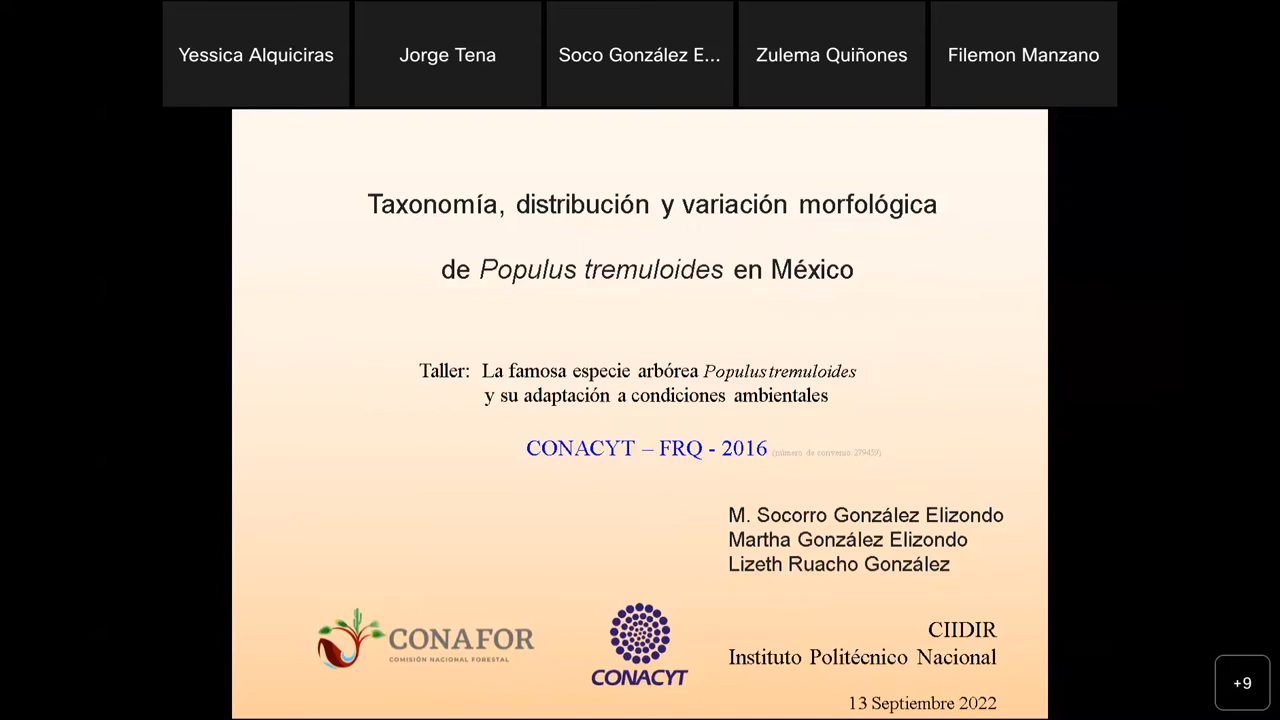 Yessica Alquiciras
Jorge Tena
Soco González E...
Zulema Quiñones
Filemon Manzano
Taxonomía, distribución y variación morfológica
de Populus tremuloides en México
Taller: La famosa especie arbórea Populus tremuloides
y su adaptación a condiciones ambientales
CONACYT – FRQ - 2016 (número de convenio 279459)
M. Socorro González Elizondo
Martha González Elizondo
Lizeth Ruacho González
CONAFOR
COMISIÓN NACIONAL FORESTAL
CONACYT
CIIDIR
Instituto Politécnico Nacional
13 Septiembre 2022
+9